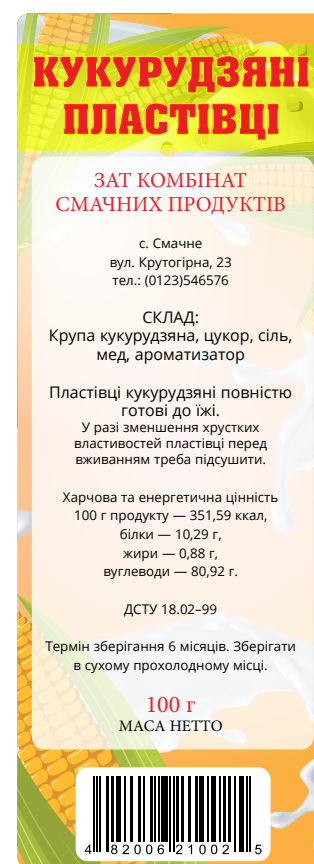 КУКУРУДЗЯНІ
ПЛАСТІВЦІ
ЗАТ КОМБІНАТ
СМАЧНИХ ПРОДУКТІВ
с. Смачне
вул. Крутогірна, 23
тел.: (0123)546576
СКЛАД:
Крупа кукурудзяна, цукор, сіль,
мед, ароматизатор
Пластівці кукурудзяні повністю
готові до їжі.
У разі зменшення хрустких
властивостей пластівці перед
вживанням треба підсушити.
Харчова та енергетична цінність
100 г продукту — 351,59 ккал,
білки — 10,29 г,
жири — 0,88 г,
вуглеводи — 80,92 г.
ДСТУ 18.02–99
Термін зберігання 6 місяців. Зберігати
в сухому прохолодному місці.
100 г
МАСА НЕТТО
4 82006 21002 5